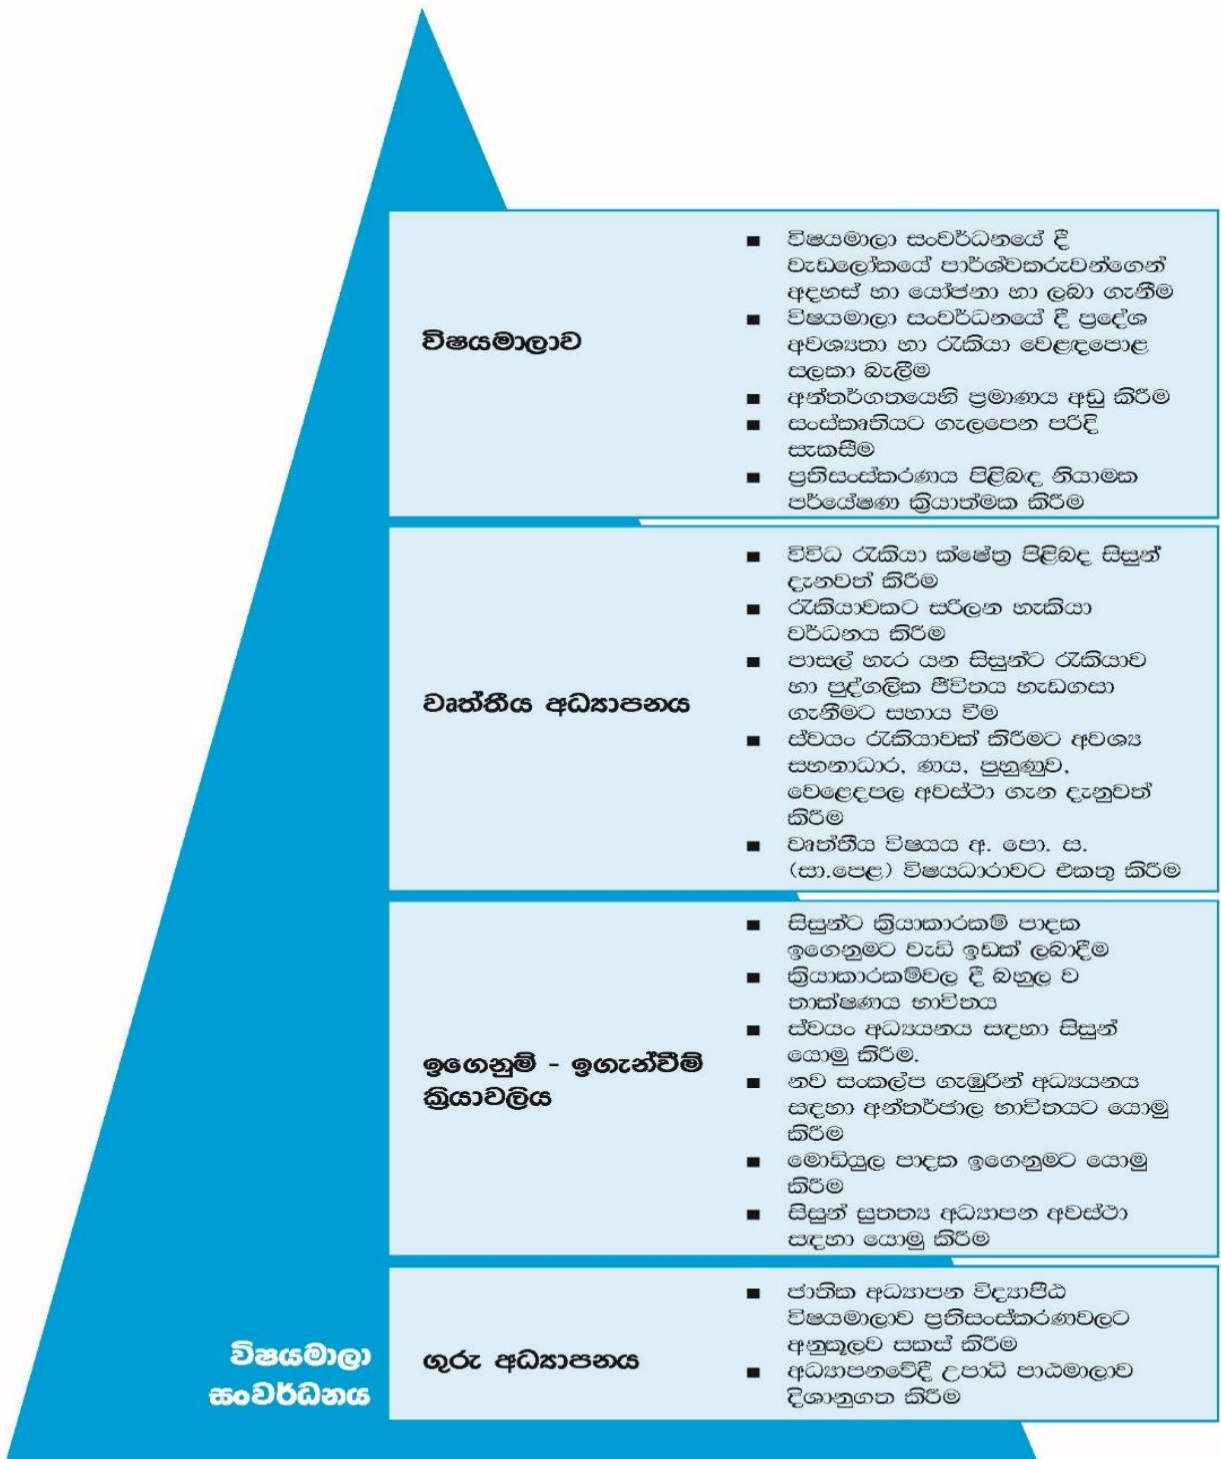 විෂයමාලාව
■ විෂයමාලා සංවර්ධනයේ දී
වැඩලෝකයේ පාර්ශ්වකරුවන්ගෙන්
අදහස් හා යෝජනා හා ලබා ගැනීම
■ විෂයමාලා සංවර්ධනයේ දී ප්‍රදේශ
අවශ්‍යතා හා රැකියා වෙළඳපොළ
සලකා බැලීම
■ අන්තර්ගතයෙහි ප්‍රමාණය අඩු කිරීම
■ සංස්කෘතියට ගැලපෙන පරිදි
සැකසීම
■ ප්‍රතිසංස්කරණය පිළිබඳ නියාමක
පර්යේෂණ ක්‍රියාත්මක කිරීම
වෘත්තීය අධ්‍යාපනය
■ විවිධ රැකියා ක්ෂේත්‍ර පිළිබද සිසුන්
දැනවත් කිරීම
■ රැකියාවකට සරිලන හැකියා
වර්ධනය කිරීම
■ පාසල් හැර යන සිසුන්ට රැකියාව
හා පුද්ගලික ජීවිතය හැඩගසා
ගැනීමට සහාය වීම
■ ස්වයං රැකියාවක් කිරීමට අවශ්‍ය
සහනාධාර, ණය, පුහුණුව,
වෙළෙදපල අවස්ථා ගැන දැනුවත්
කිරීම
■ වෘත්තීය විෂයය අ. පො. ස.
(සා.පෙළ) විෂයධාරාවට එකතු කිරීම
ඉගෙනුම් - ඉගැන්වීම්
ක්‍රියාවලිය
■ සිසුන්ට ක්‍රියාකාරකම් පාදක
ඉගෙනුමට වැඩි ඉඩක් ලබාදීම
■ ක්‍රියාකාරකම්වල දී බහුල ව
තාක්ෂණය භාවිතය
■ ස්වයං අධ්‍යයනය සඳහා සිසුන්
යොමු කිරීම.
■ නව සංකල්ප ගැඹුරින් අධ්‍යයනය
සඳහා අන්තර්ජාල භාවිතයට යොමු
කිරීම
■ මොඩියුල පාදක ඉගෙනුමට යොමු
කිරීම
■ සිසුන් සුතත්‍ය අධ්‍යාපන අවස්ථා
සඳහා යොමු කිරීම
විෂයමාලා
සංවර්ධනය
ගුරු අධ්‍යාපනය
■ ජාතික අධ්‍යාපන විද්‍යාපීඨ
විෂයමාලාව ප්‍රතිසංස්කරණවලට
අනුකූලව සකස් කිරීම
■ අධ්‍යාපනවේදී උපාධි පාඨමාලාව
දිශානුගත කිරීම